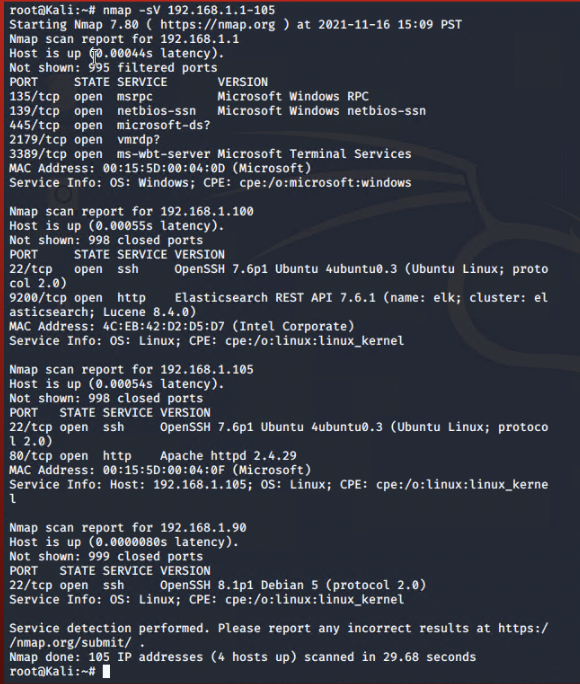 root@Kali:~# nmap -sV 192.168.1.1-105
Starting Nmap 7.80 ( https://nmap.org ) at 2021-11-16 15:09 PST
Nmap scan report for 192.168.1.1
Host is up (0.00044s latency).
Not shown: 995 filtered ports
PORT     STATE SERVICE       VERSION
135/tcp  open  msrpc         Microsoft Windows RPC
139/tcp  open  netbios-ssn   Microsoft Windows netbios-ssn
445/tcp  open  microsoft-ds?
2179/tcp open  vmrdp?
3389/tcp open  ms-wbt-server Microsoft Terminal Services
MAC Address: 00:15:5D:00:04:0D (Microsoft)
Service Info: OS: Windows; CPE: cpe:/o:microsoft:windows

Nmap scan report for 192.168.1.100
Host is up (0.00055s latency).
Not shown: 998 closed ports
PORT     STATE SERVICE VERSION
22/tcp   open  ssh     OpenSSH 7.6p1 Ubuntu 4ubuntu0.3 (Ubuntu Linux; proto
col 2.0)
9200/tcp open  http    Elasticsearch REST API 7.6.1 (name: elk; cluster: el
asticsearch; Lucene 8.4.0)
MAC Address: 4C:EB:42:D2:D5:D7 (Intel Corporate)
Service Info: OS: Linux; CPE: cpe:/o:linux:linux_kernel

Nmap scan report for 192.168.1.105
Host is up (0.00054s latency).
Not shown: 998 closed ports
PORT   STATE SERVICE VERSION
22/tcp open  ssh     OpenSSH 7.6p1 Ubuntu 4ubuntu0.3 (Ubuntu Linux; protoco
l 2.0)
80/tcp open  http    Apache httpd 2.4.29
MAC Address: 00:15:5D:00:04:0F (Microsoft)
Service Info: Host: 192.168.1.105; OS: Linux; CPE: cpe:/o:linux:linux_kerne
l

Nmap scan report for 192.168.1.90
Host is up (0.0000080s latency).
Not shown: 999 closed ports
PORT   STATE SERVICE VERSION
22/tcp open  ssh     OpenSSH 8.1p1 Debian 5 (protocol 2.0)
Service Info: OS: Linux; CPE: cpe:/o:linux:linux_kernel

Service detection performed. Please report any incorrect results at https:/
/nmap.org/submit/ .
Nmap done: 105 IP addresses (4 hosts up) scanned in 29.68 seconds
root@Kali:~#